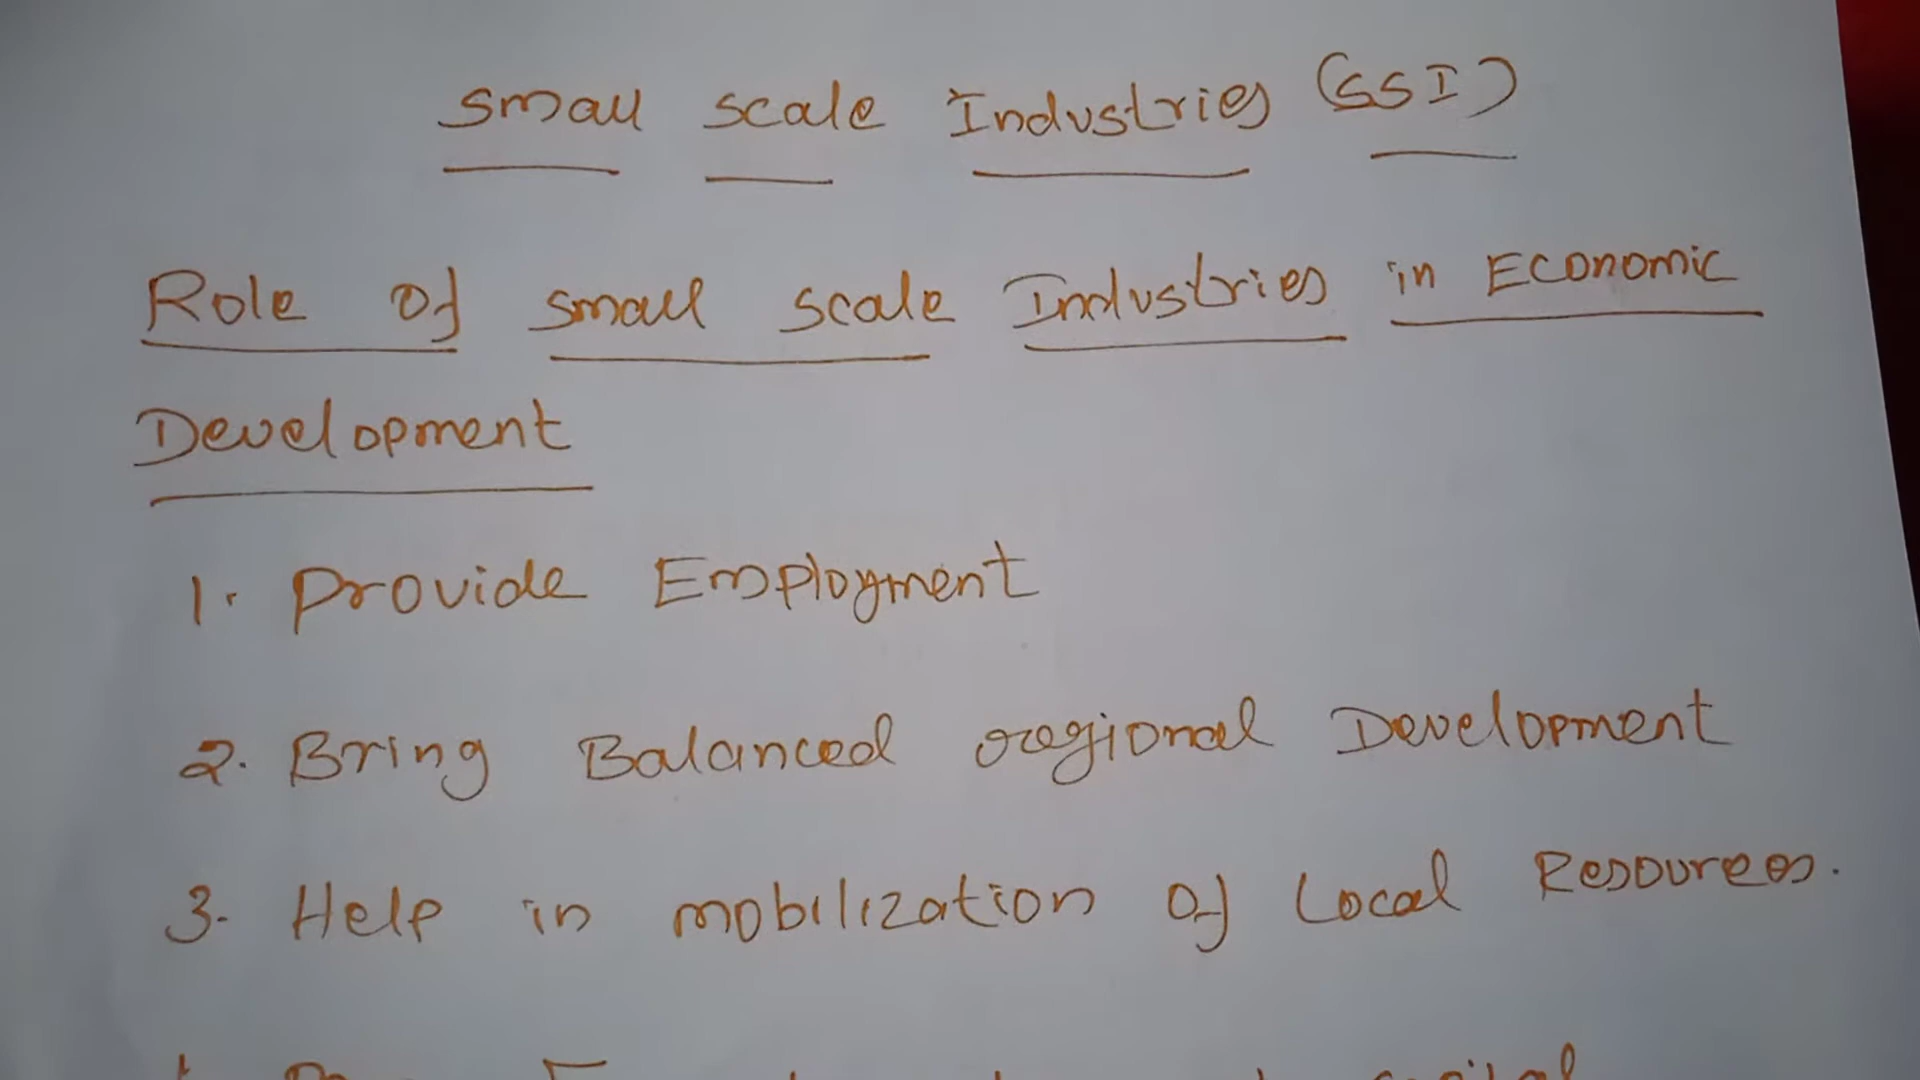 Small Scale Industries (SSI)
Role of Small Scale Industries in Economic
Development
1. Provide Employment
2. Bring Balanced regional Development
3. Help in mobilization of Local Resources.